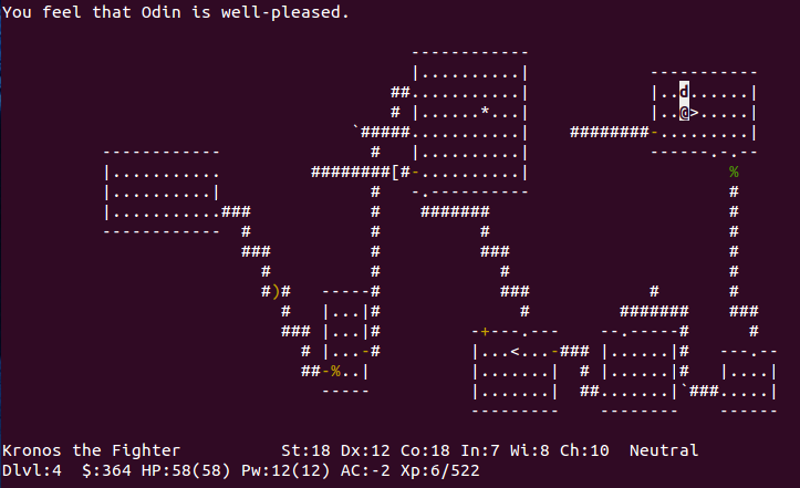 You feel that Odin is well-pleased.
                                         ------------
                                         |..........|            -----------
                                       ##...........|            |..d......|
                                       # |......*...|            |..@>.....|
                                   `#####...........|    ########-.........|
          ------------               #   |..........|            ------.-.--
          |...........         ########[#-..........|                    %
          |..........|               #   -.----------                    #
          |...........###            #    #######                        #
          ------------  #            #          #                        #
                        ###          #          ###                      #
                          #          #            #                      #
                          #)#   -----#            ###            #       #
                            #   |...|#              #         #######    ###
                            ### |...|#         -+---.---   --.-----#      #
                              # |...-#         |...<...-### |......|#   ---.--
                              ##-%..|          |.......|  # |......|#   |....|
                                -----          |.......|  ##.......|`###.....|
                                               ---------    --------    ------
Kronos the Fighter          St:18 Dx:12 Co:18 In:7 Wi:8 Ch:10  Neutral
Dlvl:4  $:364 HP:58(58) Pw:12(12) AC:-2 Xp:6/522